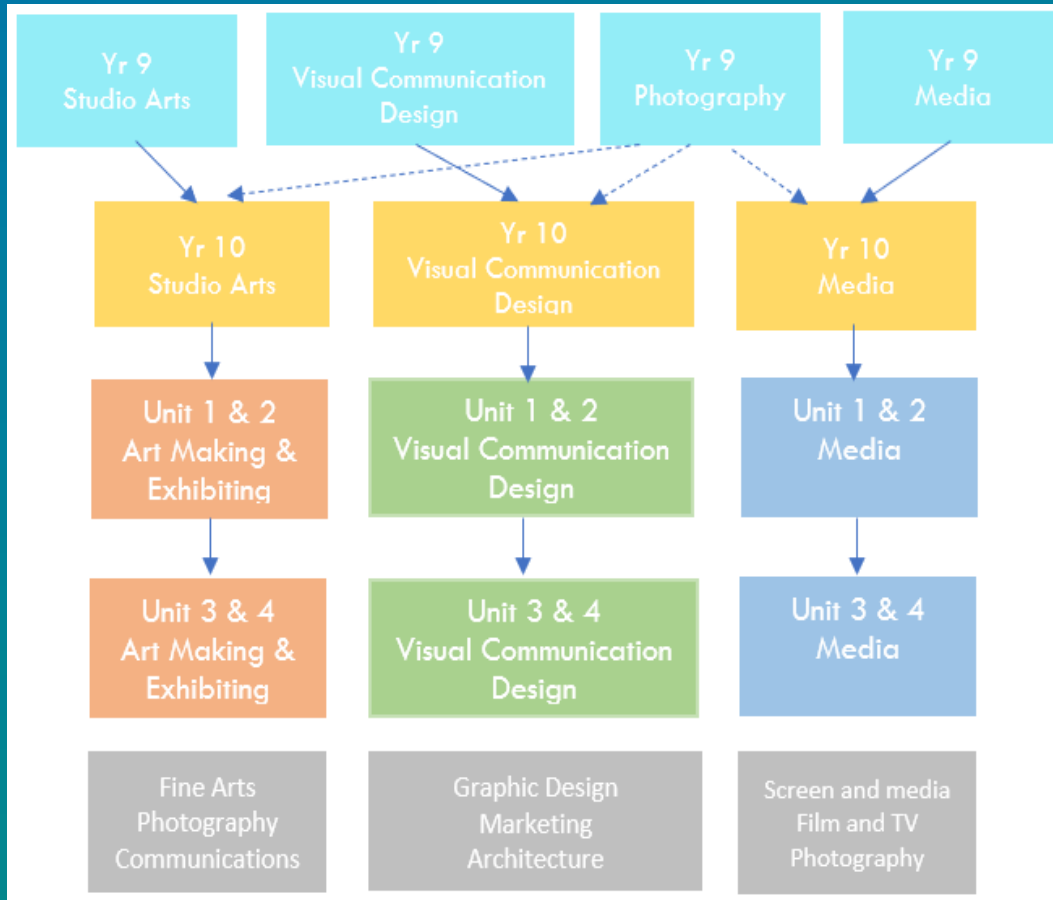 Yr 9
Studio Arts
Yr 9
Visual Communication
Design
Yr 9
Photography
Yr 9
Media
Yr 10
Studio Arts
Yr 10
Visual Communication
Design
Yr 10
Media
Unit 1 & 2
Art Making &
Exhibiting
Unit 1 & 2
Visual Communication
Design
Unit 1 & 2
Media
Unit 3 & 4
Art Making &
Exhibiting
Unit 3 & 4
Visual Communication
Design
Unit 3 & 4
Media
Fine Arts
Photography
Communications
Graphic Design
Marketing
Architecture
Screen and media
Film and TV
Photography